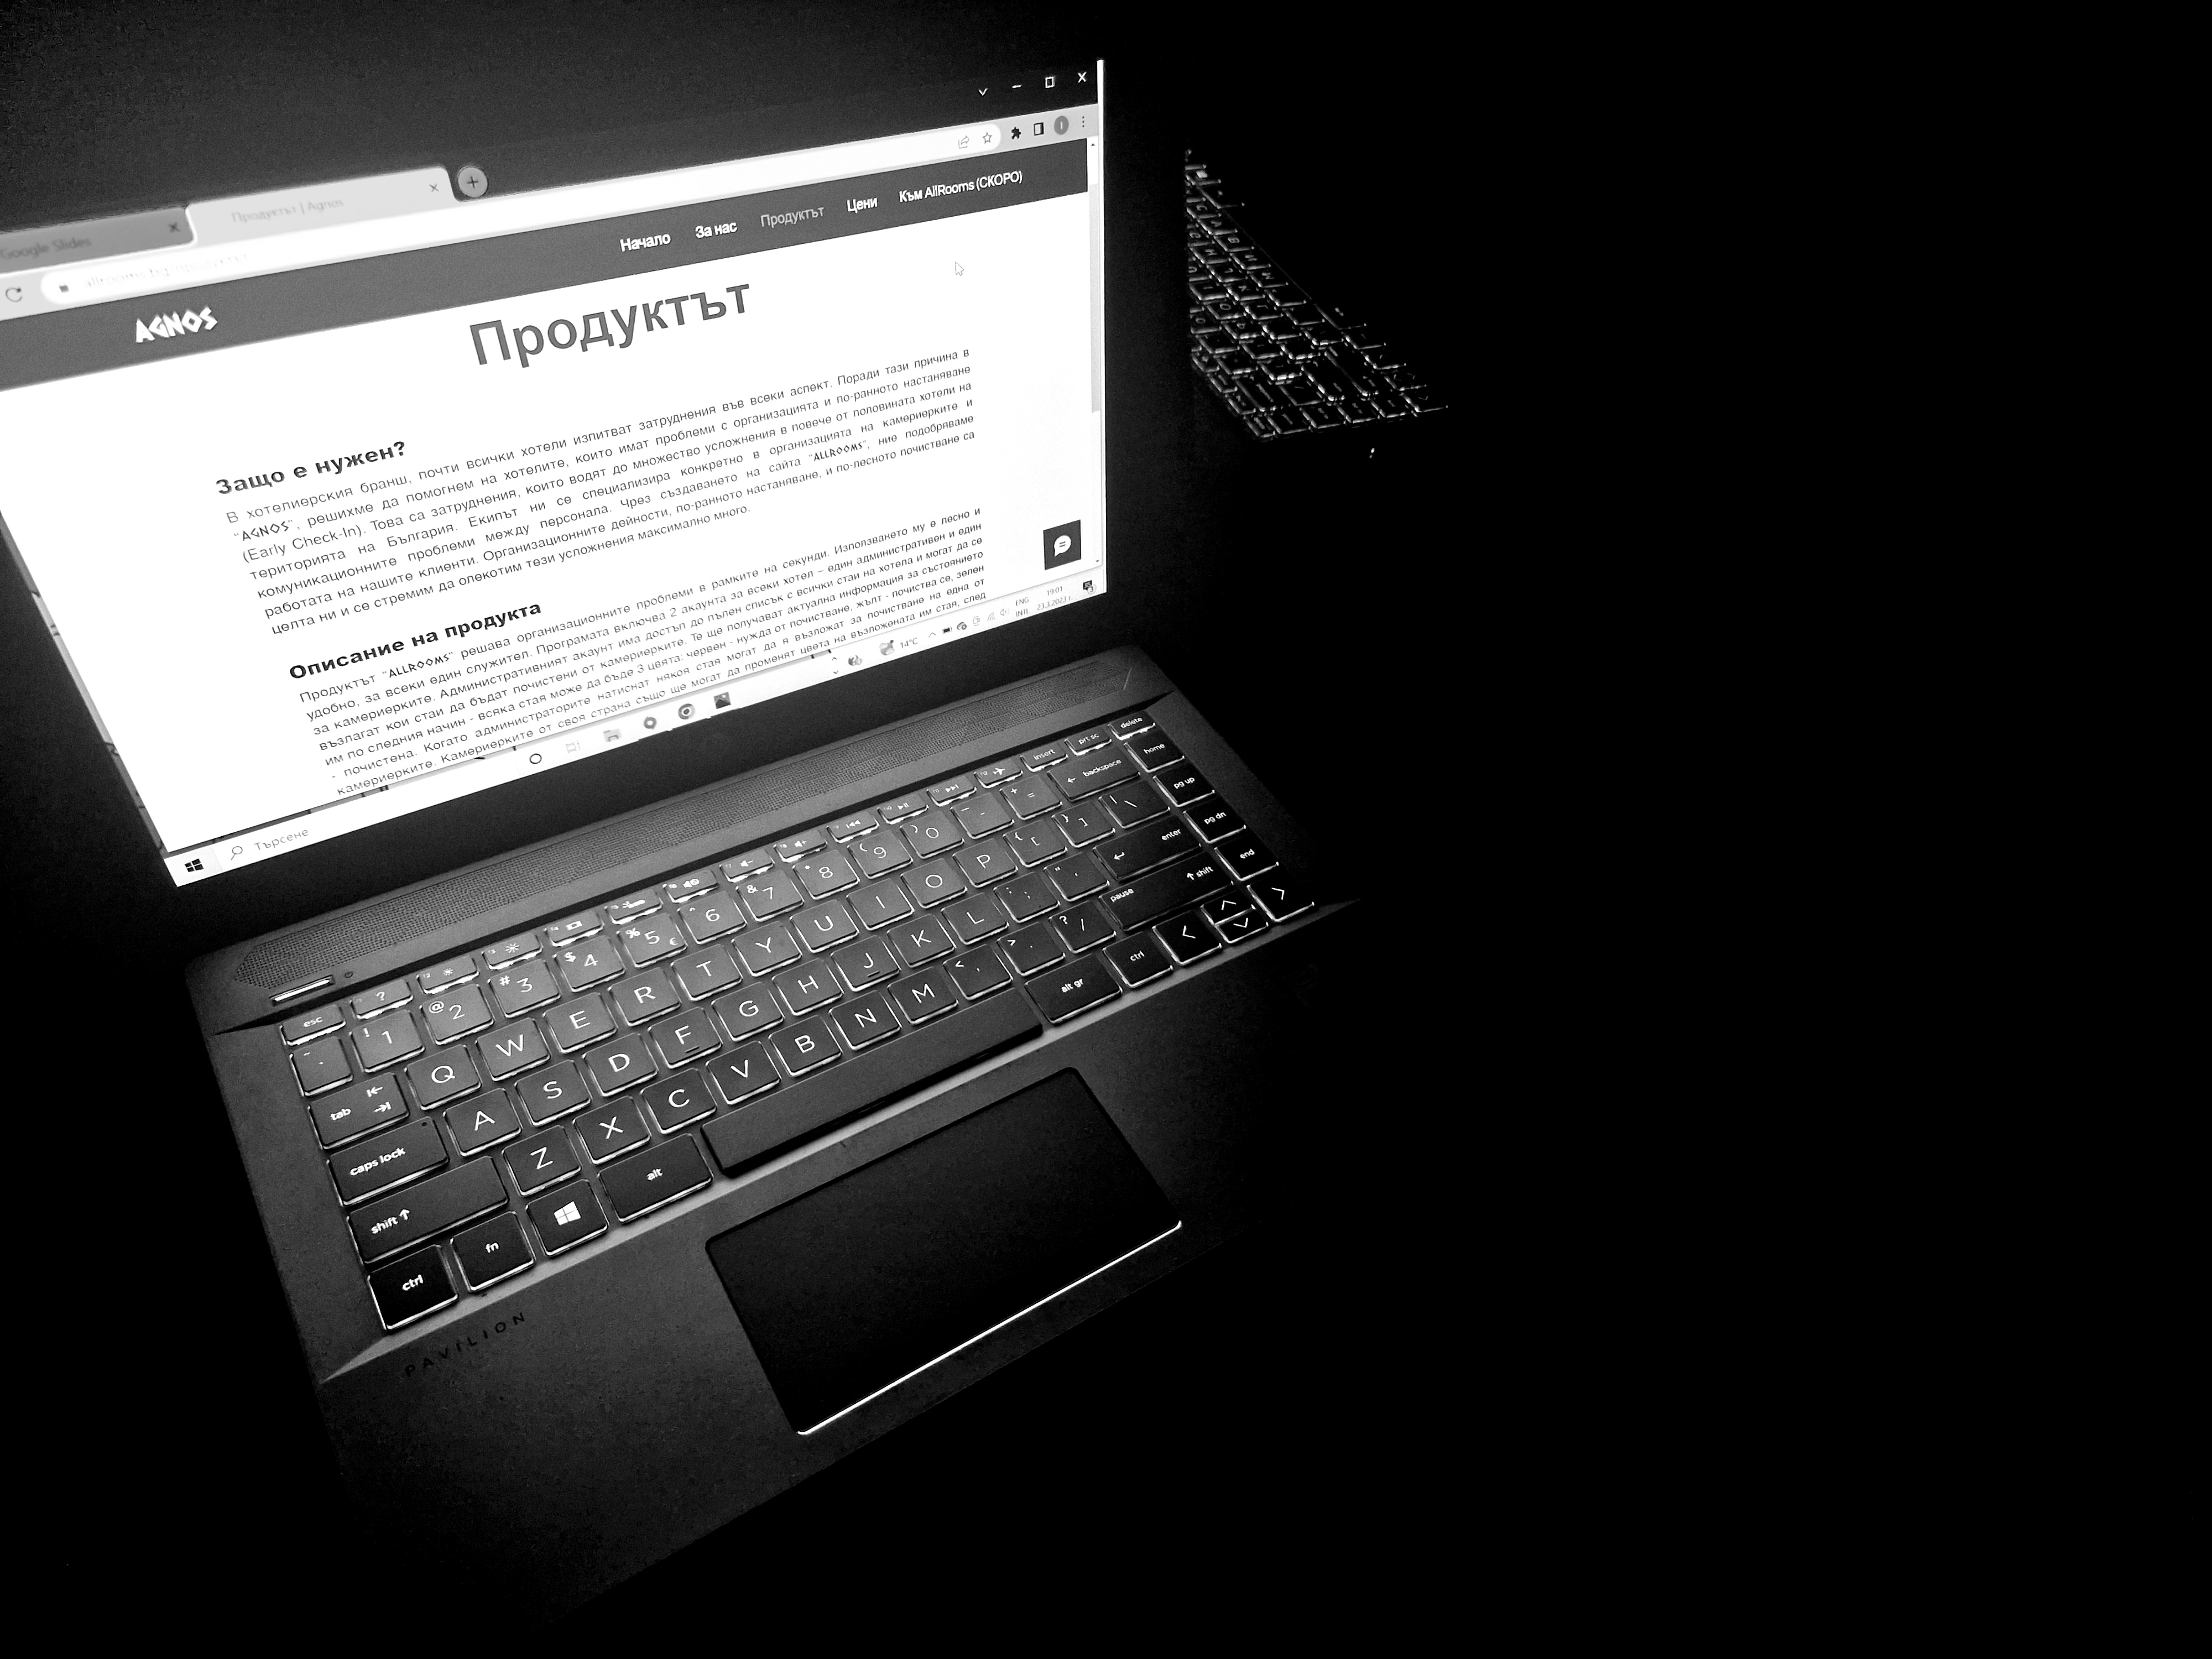 Google Slides
Продуктът | Agnos
AGNOS
Начало За нас Продуктът Цени Към AllRooms (СКОРО)
Продуктът
Защо е нужен?
В хотелиерския бранш, почти всички хотели изпитват затруднения във всеки аспект. Поради тази причина в
"AGNOS", решихме да помогнем на хотелите, които имат проблеми с организацията и по-ранното настаняване
(Early Check-In). Това са затруднения, които водят до множество усложнения в повече от половината хотели на
територията на България. Екипът ни се специализира конкретно в организацията на камериерките и
комуникационните проблеми между персонала. Чрез създаването на сайта "ALLROOMS", ние подобряваме
работата на нашите клиенти. Организационните дейности, по-ранното настаняване, и по-лесното почистване са
целта ни и се стремим да олекотим тези усложнения максимално много.
Описание на продукта
Продуктът "ALLROOMS" решава организационните проблеми в рамките на секунди. Използването му е лесно и
удобно, за всеки един служител. Програмата включва 2 акаунта за всеки хотел – един административен и един
за камериерките. Административният акаунт има достъп до пълен списък с всички стаи на хотела и могат да се
възлагат кои стаи да бъдат почистени от камериерките. Те ще получават актуална информация за състоянието
им по следния начин - всяка стая може да бъде 3 цвята: червен - нужда от почистване, жълт - почиства се, зелен
- почистена. Когато администраторите натиснат някоя стая могат да я възложат за почистване на една от
камериерките. Камериерките от своя страна също ще могат да променят цвета на възложената им стая, след
Търсене
14°C
ENG
INTL
19:01
23.3.2023 г.
esc ? insert prt sc delete
! 1 @ 2 # 3 $ 4 % 5 € ^ 6 & 7 * 8 ( 9 ) 0 - + = ← backspace home
tab Q W E R T Y U I O P { [ } ] | \ pg up
caps lock A S D F G H J K L : ; " ' enter pg dn
shift Z X C V B N M < , > . ? / pause shift end
ctrl fn alt alt gr ctrl
PAVILION